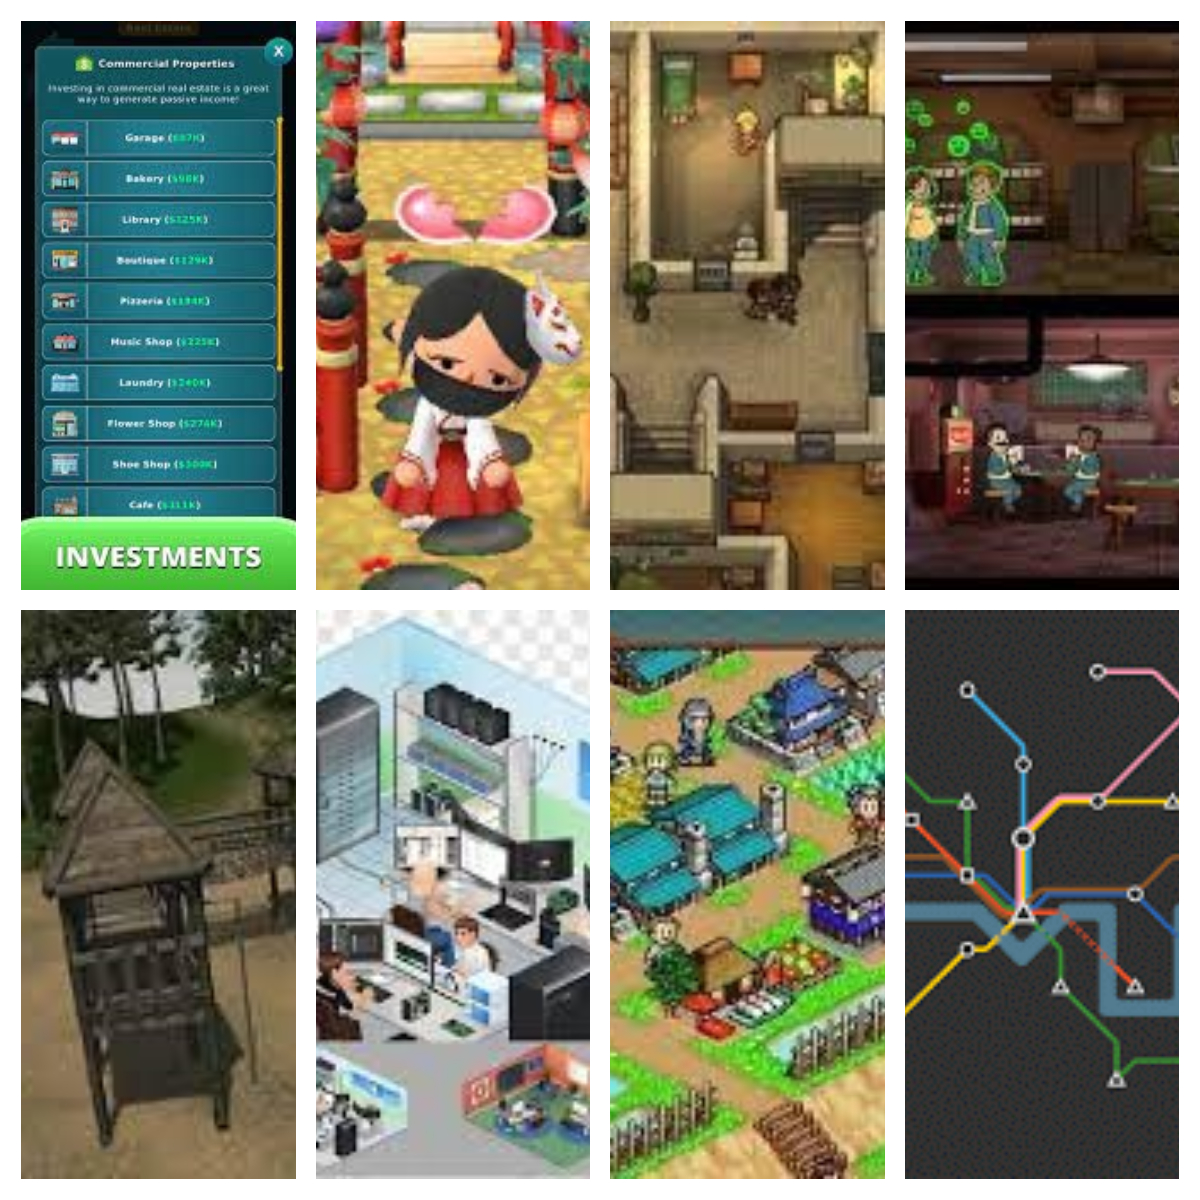 Real Estate
X
Commercial Properties
Investing in commercial real estate is a great
way to generate passive income!
Garage ($87K)
Bakery ($98K)
Library ($125K)
Boutique ($129K)
Pizzeria ($194K)
Music Shop ($225K)
Laundry ($240K)
Flower Shop ($274K)
Shoe Shop ($300K)
Cafe ($311K)
INVESTMENTS